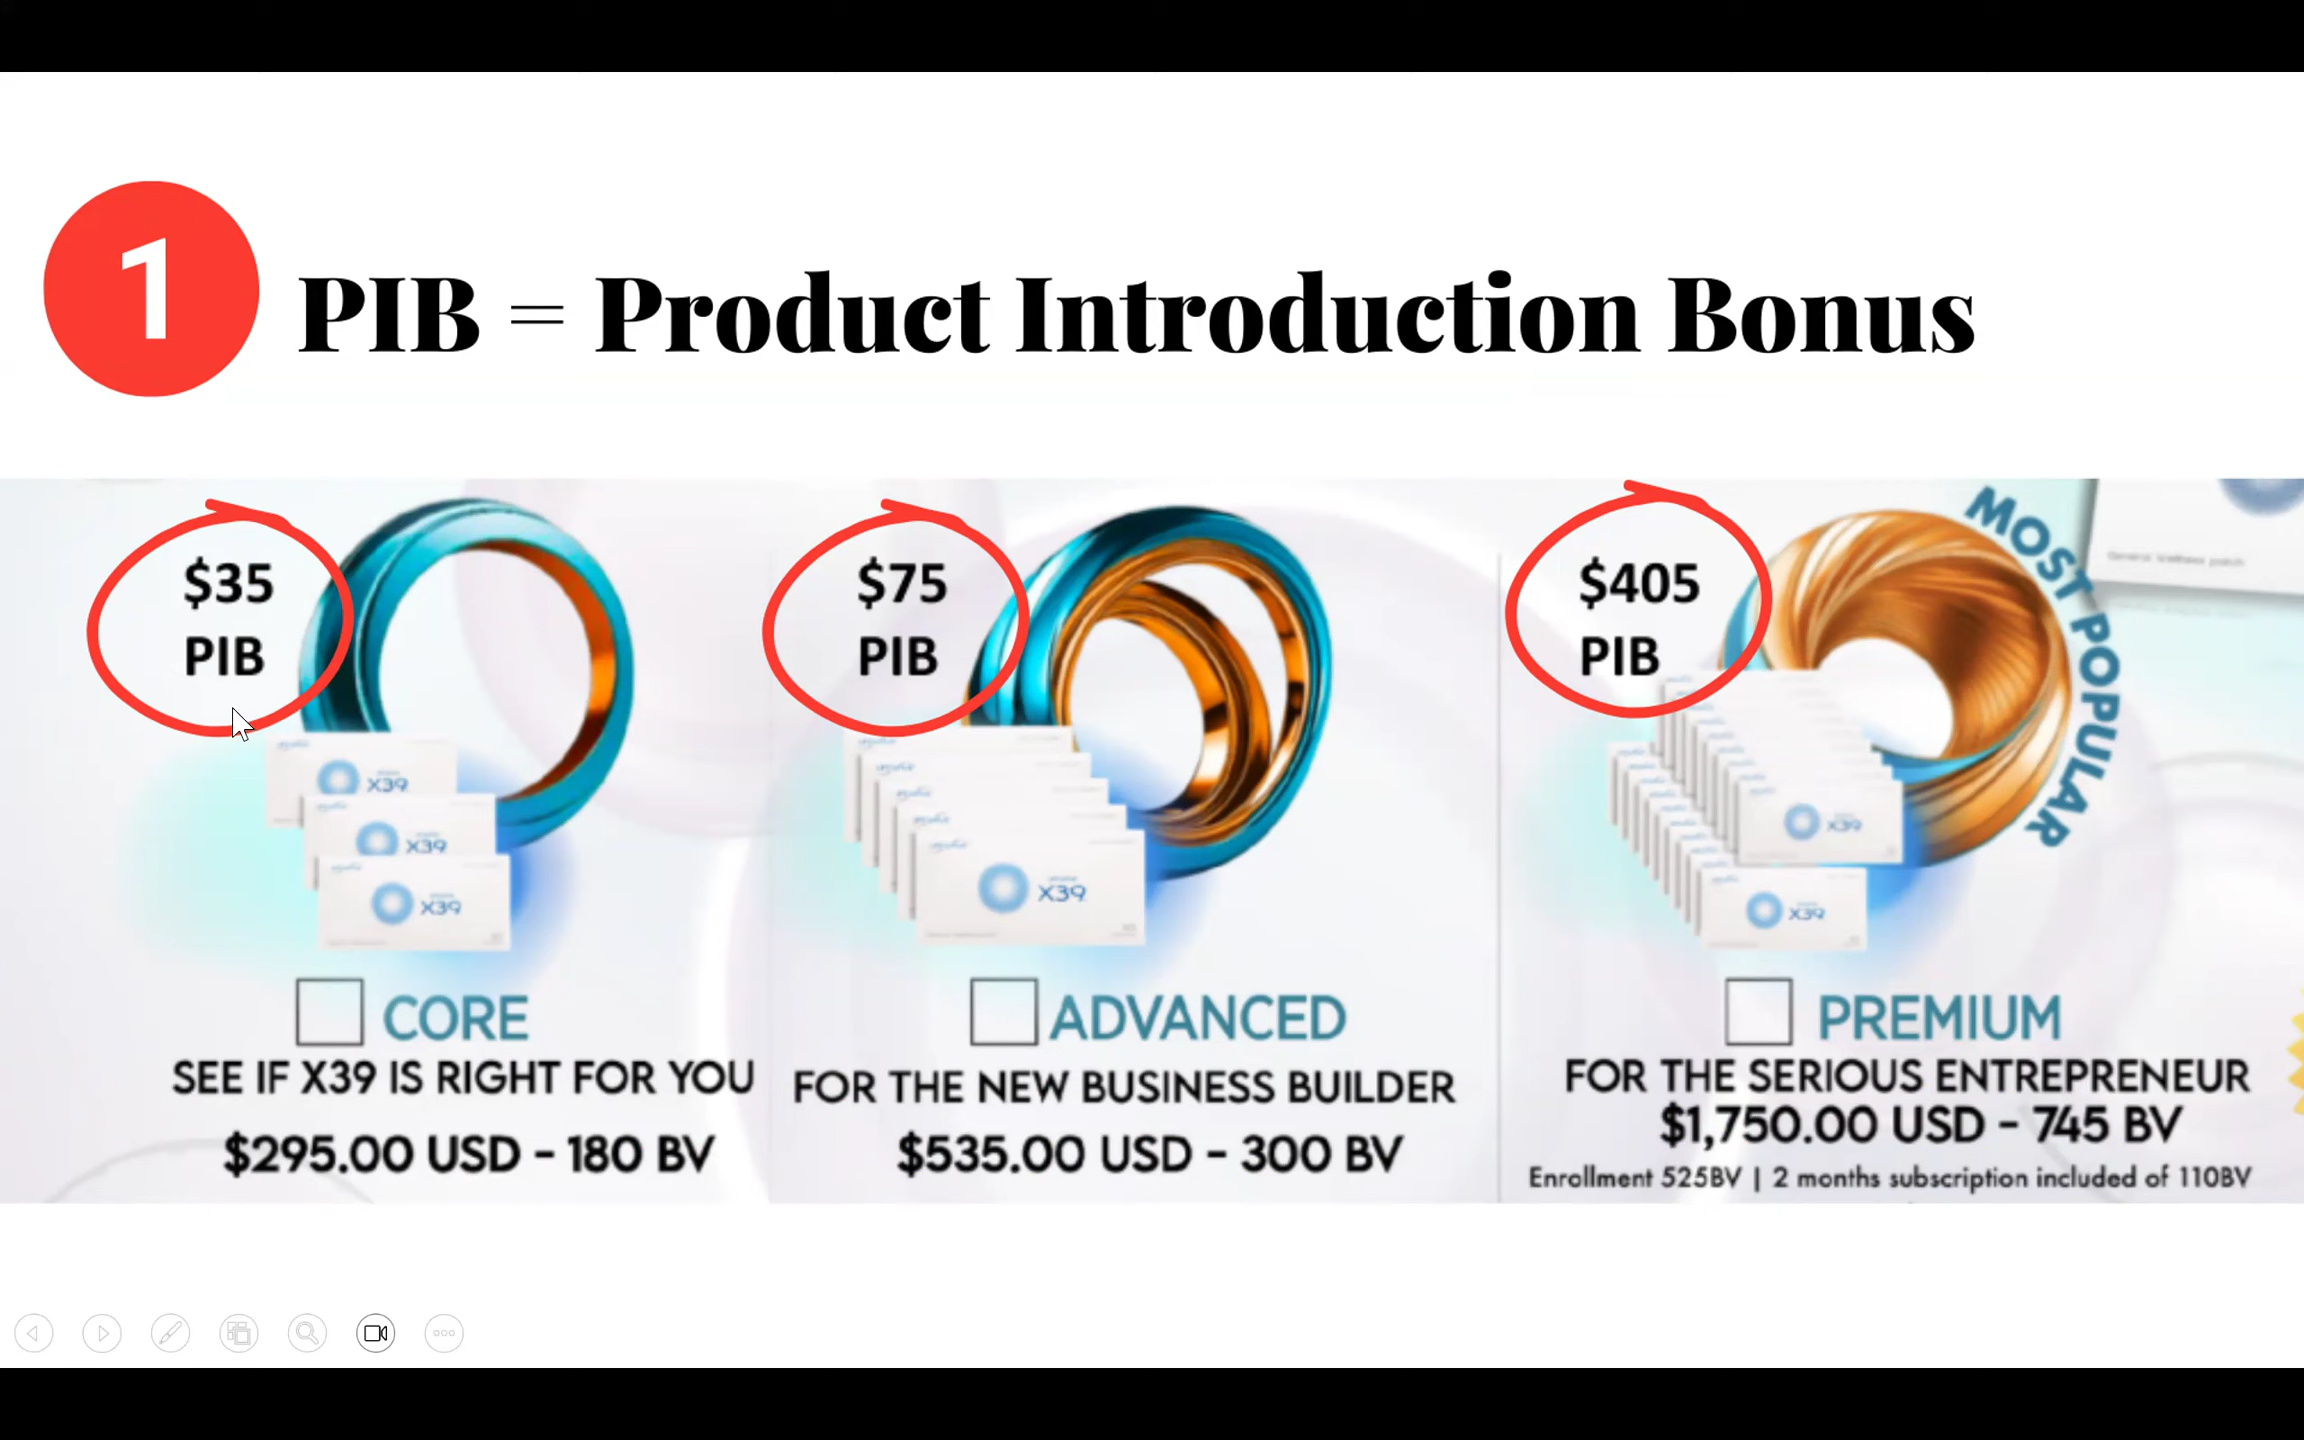 1
PIB = Product Introduction Bonus
$35
PIB
$75
PIB
$405
PIB
MOST POPULAR
X39
X39
X39
X39
X39
X39
CORE
SEE IF X39 IS RIGHT FOR YOU
$295.00 USD - 180 BV
ADVANCED
FOR THE NEW BUSINESS BUILDER
$535.00 USD - 300 BV
PREMIUM
FOR THE SERIOUS ENTREPRENEUR
$1,750.00 USD - 745 BV
Enrollment 525BV | 2 months subscription included of 110BV